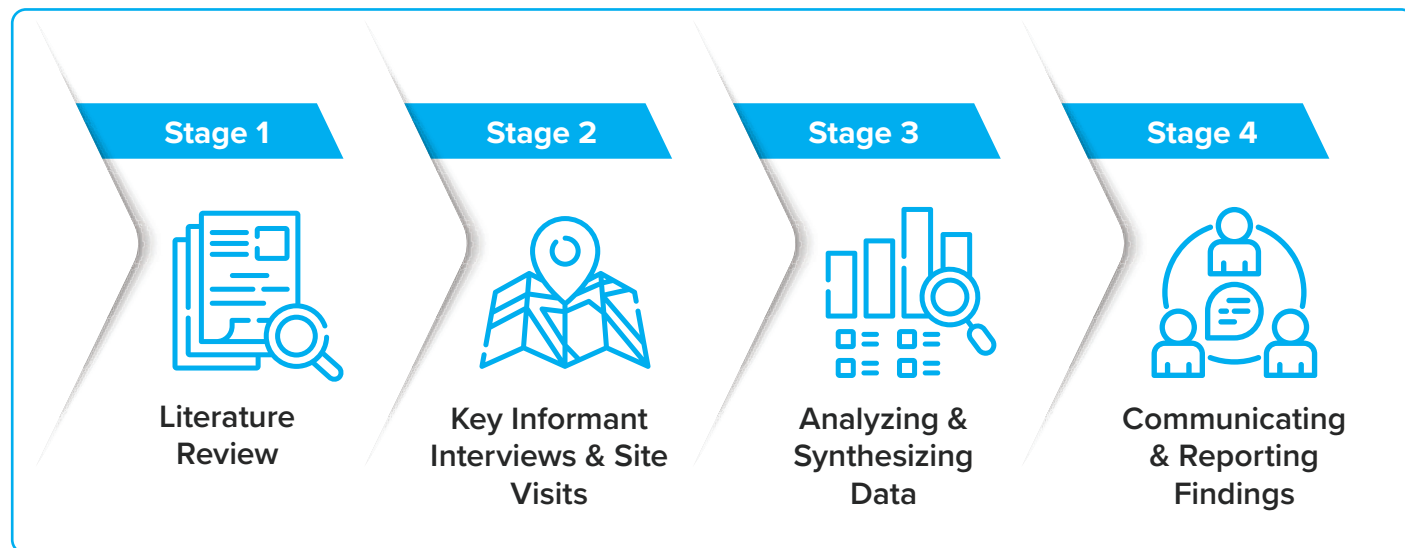 Stage 1
Literature
Review
Stage 2
Key Informant
Interviews & Site
Visits
Stage 3
Analyzing &
Synthesizing
Data
Stage 4
Communicating
& Reporting
Findings